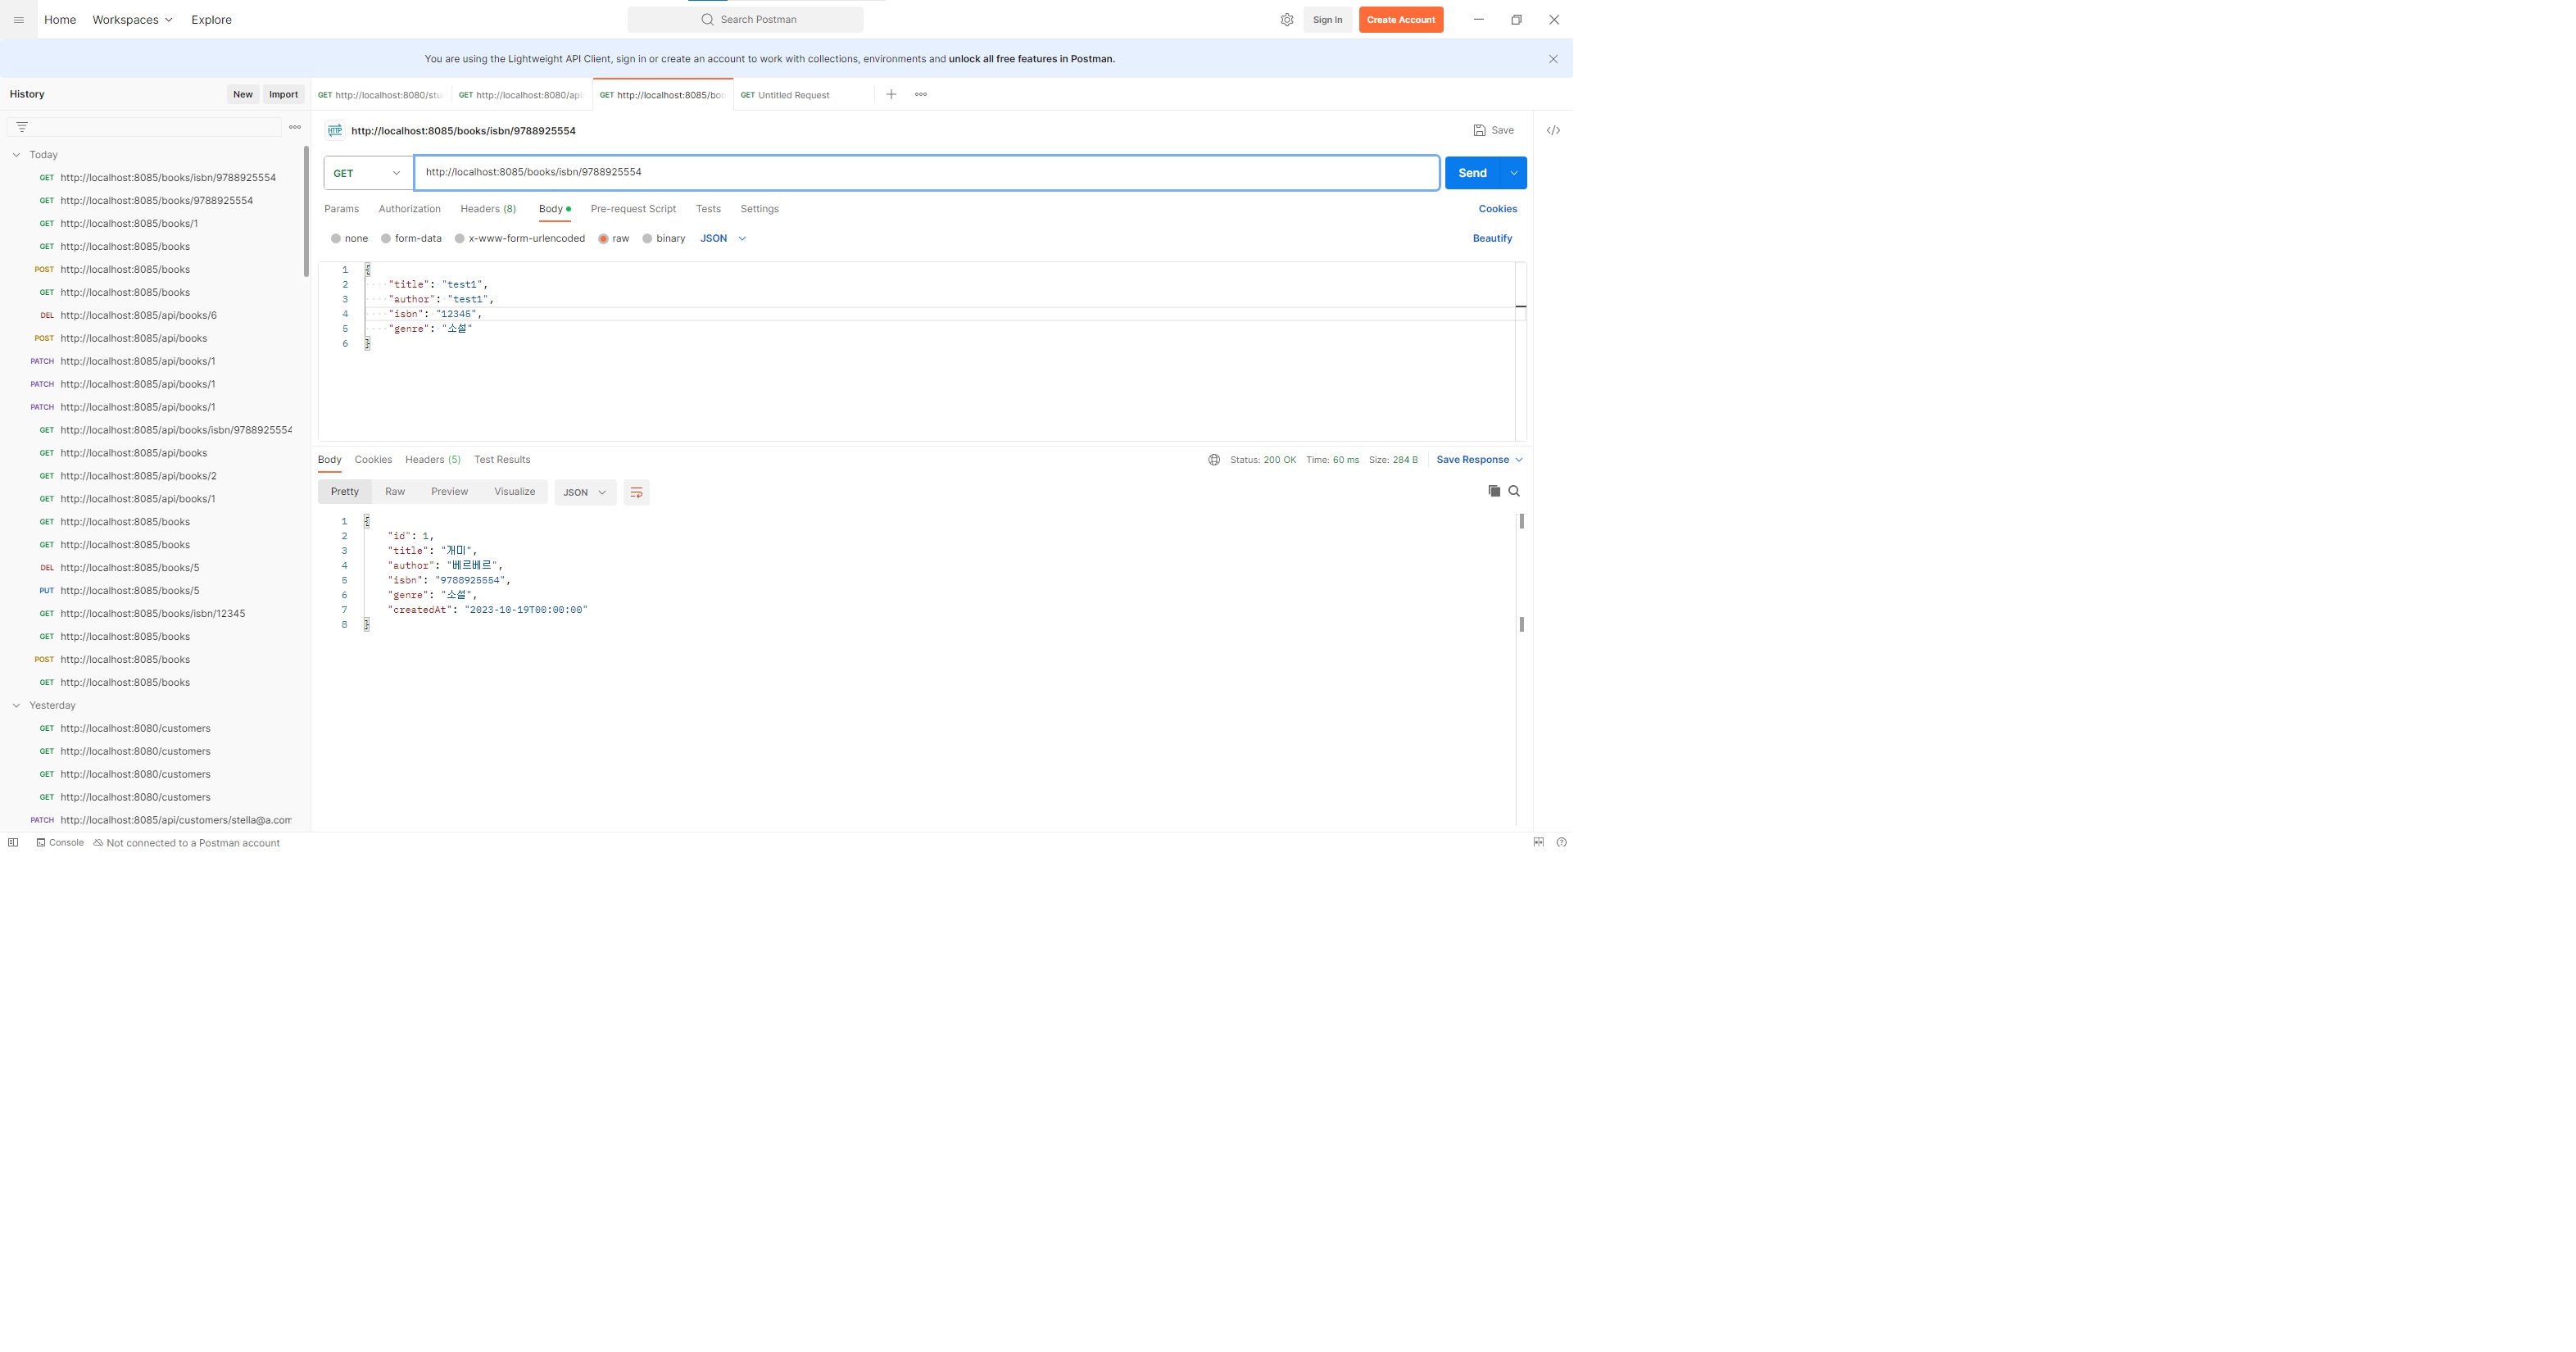 Home
Workspaces
Explore
Search Postman
Sign In
Create Account
You are using the Lightweight API Client, sign in or create an account to work with collections, environments and unlock all free features in Postman.
History
New
Import
GET http://localhost:8080/stu
GET http://localhost:8080/api
GET http://localhost:8085/boo
GET Untitled Request
HTTP http://localhost:8085/books/isbn/9788925554
Save
Today
GET http://localhost:8085/books/isbn/9788925554
GET http://localhost:8085/books/9788925554
GET http://localhost:8085/books/1
GET http://localhost:8085/books
POST http://localhost:8085/books
GET http://localhost:8085/books
DEL http://localhost:8085/api/books/6
POST http://localhost:8085/api/books
PATCH http://localhost:8085/api/books/1
PATCH http://localhost:8085/api/books/1
PATCH http://localhost:8085/api/books/1
GET http://localhost:8085/api/books/isbn/9788925554
GET http://localhost:8085/api/books
GET http://localhost:8085/api/books/2
GET http://localhost:8085/api/books/1
GET http://localhost:8085/books
GET http://localhost:8085/books
DEL http://localhost:8085/books/5
PUT http://localhost:8085/books/5
GET http://localhost:8085/books/isbn/12345
GET http://localhost:8085/books
POST http://localhost:8085/books
GET http://localhost:8085/books
Yesterday
GET http://localhost:8080/customers
GET http://localhost:8080/customers
GET http://localhost:8080/customers
GET http://localhost:8080/customers
PATCH http://localhost:8085/api/customers/stella@a.com
GET
http://localhost:8085/books/isbn/9788925554
Send
Params Authorization Headers (8) Body Pre-request Script Tests Settings
Cookies
none form-data x-www-form-urlencoded raw binary JSON
Beautify
1 {
2 "title": "test1",
3 "author": "test1",
4 "isbn": "12345",
5 "genre": "소설"
6 }
Body Cookies Headers (5) Test Results
Status: 200 OK Time: 60 ms Size: 284 B
Save Response
Pretty Raw Preview Visualize JSON
1 {
2 "id": 1,
3 "title": "개미",
4 "author": "베르베르",
5 "isbn": "9788925554",
6 "genre": "소설",
7 "createdAt": "2023-10-19T00:00:00"
8 }
Console
Not connected to a Postman account